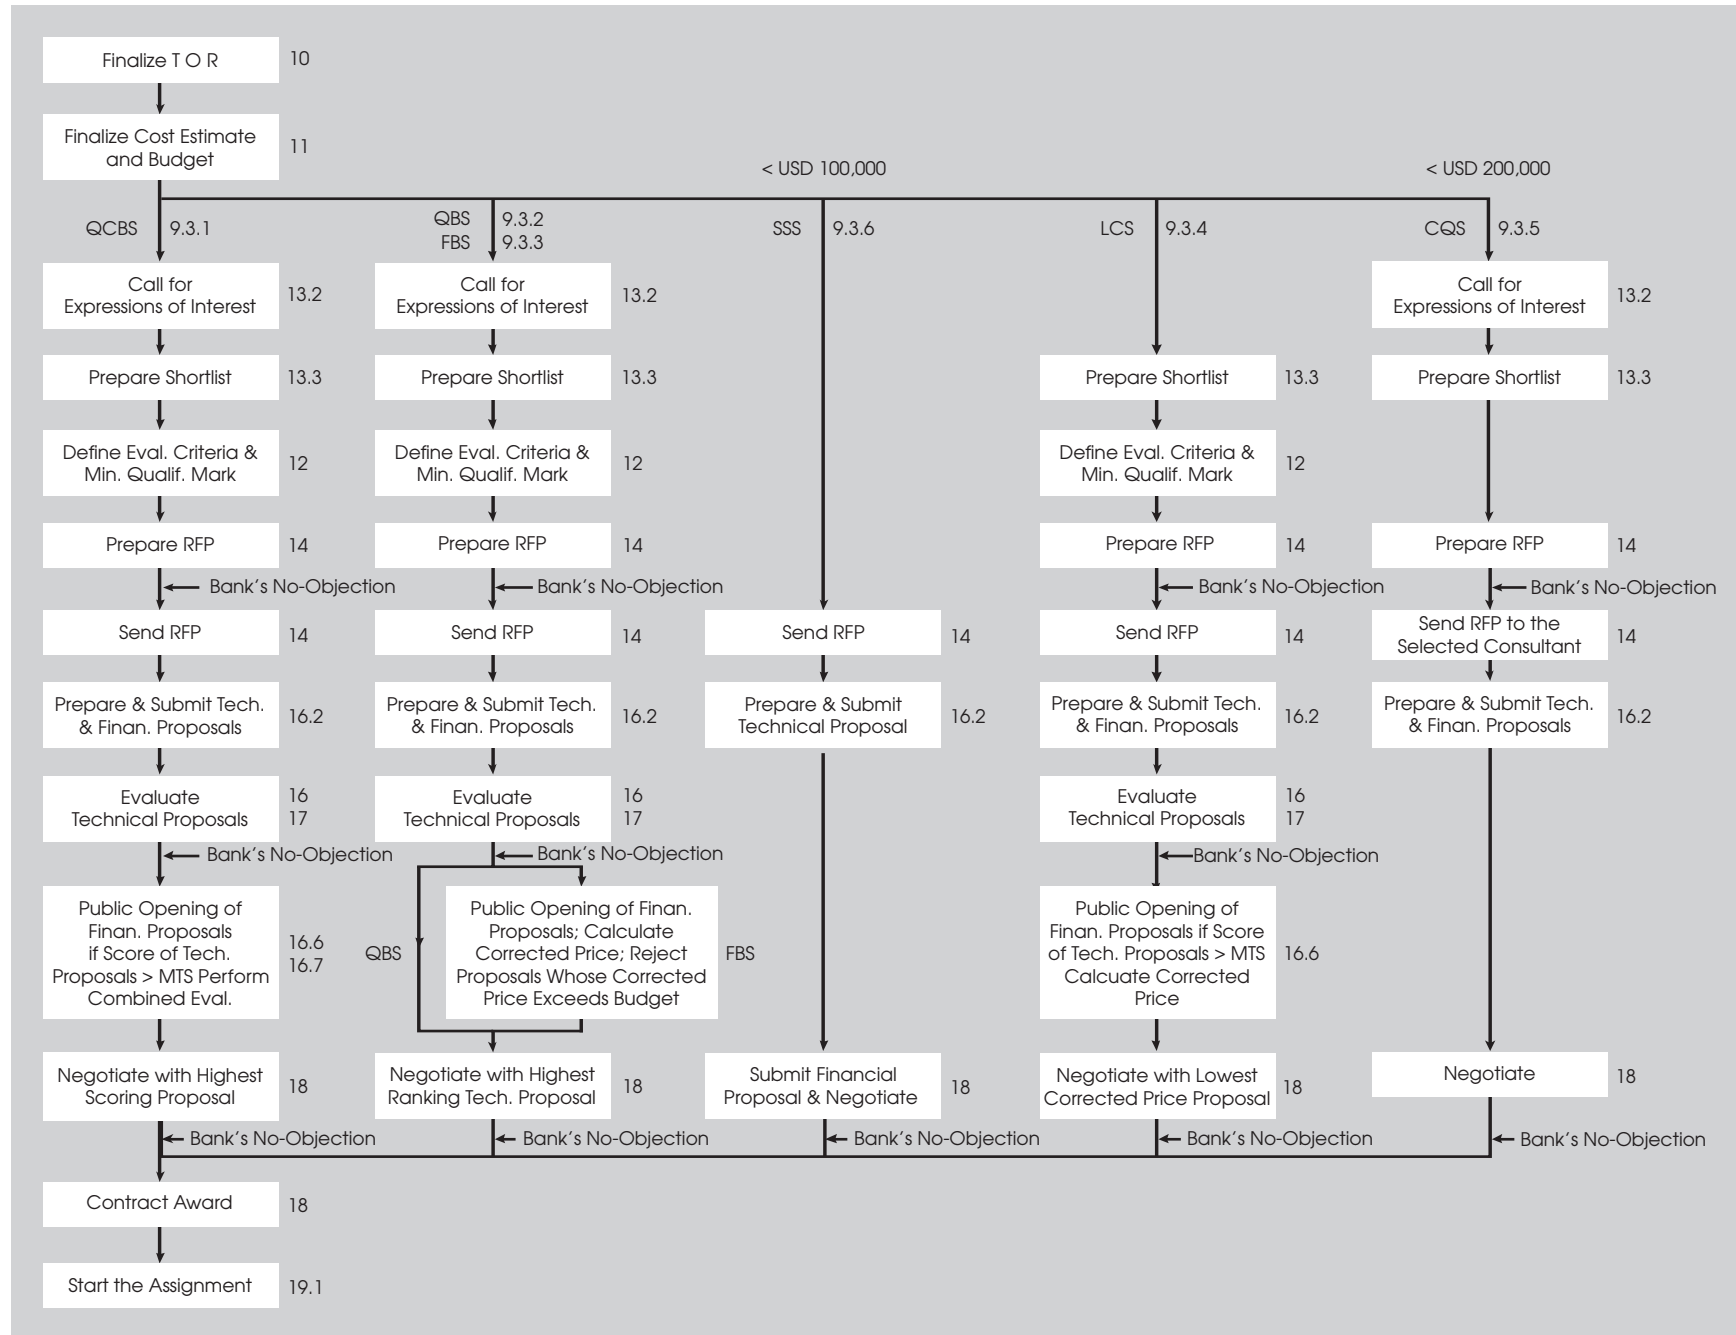 Finalize T O R
10
Finalize Cost Estimate
and Budget
11
< USD 100,000
< USD 200,000
QCBS
9.3.1
QBS
9.3.2
FBS
9.3.3
SSS
9.3.6
LCS
9.3.4
CQS
9.3.5
Call for
Expressions of Interest
13.2
Call for
Expressions of Interest
13.2
Call for
Expressions of Interest
13.2
Prepare Shortlist
13.3
Prepare Shortlist
13.3
Prepare Shortlist
13.3
Prepare Shortlist
13.3
Define Eval. Criteria &
Min. Qualif. Mark
12
Define Eval. Criteria &
Min. Qualif. Mark
12
Define Eval. Criteria &
Min. Qualif. Mark
12
Prepare RFP
14
Prepare RFP
14
Prepare RFP
14
Prepare RFP
14
Bank's No-Objection
Bank's No-Objection
Bank's No-Objection
Bank's No-Objection
Send RFP
14
Send RFP
14
Send RFP
14
Send RFP
14
Send RFP to the
Selected Consultant
14
Prepare & Submit Tech.
& Finan. Proposals
16.2
Prepare & Submit Tech.
& Finan. Proposals
16.2
Prepare & Submit
Technical Proposal
16.2
Prepare & Submit Tech.
& Finan. Proposals
16.2
Prepare & Submit Tech.
& Finan. Proposals
16.2
Evaluate
Technical Proposals
16
17
Evaluate
Technical Proposals
16
17
Evaluate
Technical Proposals
16
17
Bank's No-Objection
Bank's No-Objection
Bank's No-Objection
Public Opening of
Finan. Proposals
if Score of Tech.
Proposals > MTS Perform
Combined Eval.
16.6
16.7
QBS
Public Opening of Finan.
Proposals; Calculate
Corrected Price; Reject
Proposals Whose Corrected
Price Exceeds Budget
FBS
Public Opening of
Finan. Proposals if Score
of Tech. Proposals > MTS
Calcuate Corrected
Price
16.6
Negotiate with Highest
Scoring Proposal
18
Negotiate with Highest
Ranking Tech. Proposal
18
Submit Financial
Proposal & Negotiate
18
Negotiate with Lowest
Corrected Price Proposal
18
Negotiate
18
Bank's No-Objection
Bank's No-Objection
Bank's No-Objection
Bank's No-Objection
Bank's No-Objection
Contract Award
18
Start the Assignment
19.1